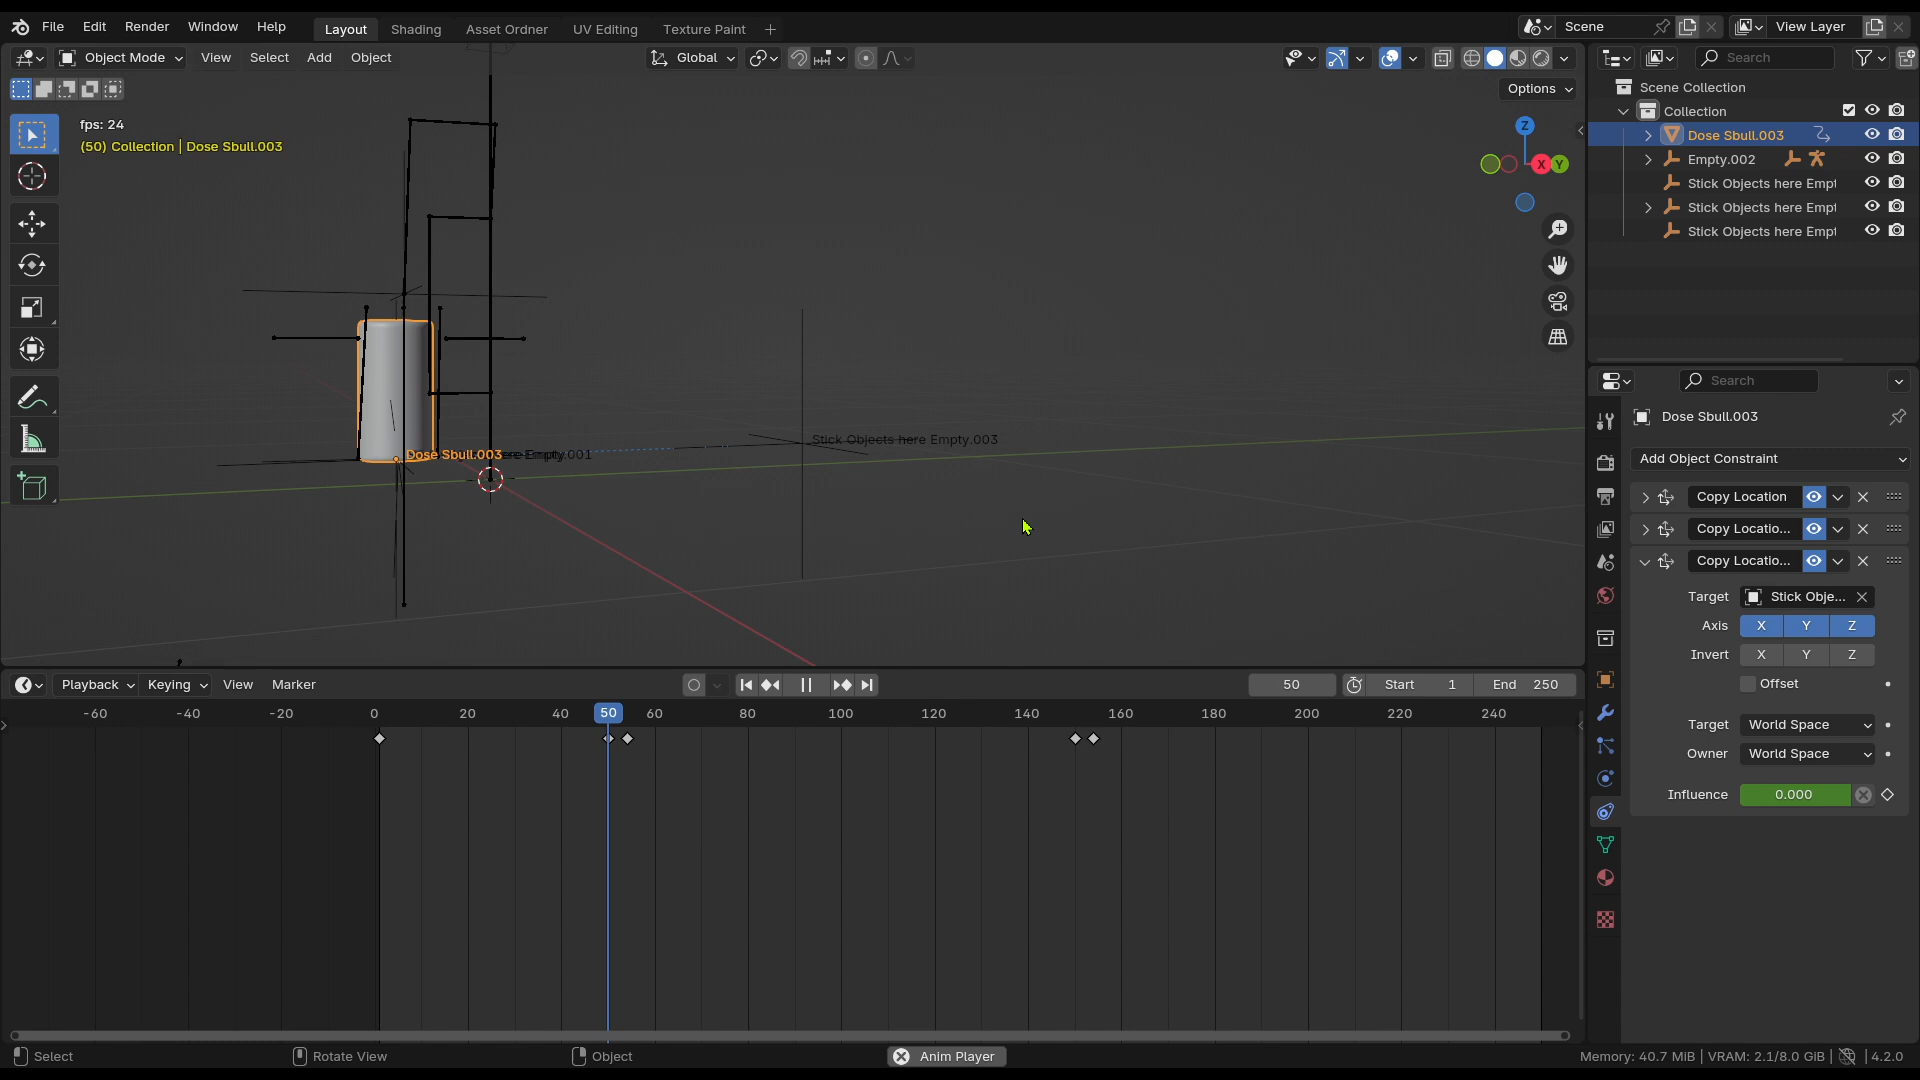 File Edit Render Window Help Layout Shading Asset Ordner UV Editing Texture Paint + Scene View Layer
Object Mode View Select Add Object Global Search
Options
fps: 24
(50) Collection | Dose Sbull.003
Z
X Y
Scene Collection
Collection
Dose Sbull.003
Empty.002
Stick Objects here Empt
Stick Objects here Empt
Stick Objects here Empt
Stick Objects here Empty.003
Dose Sbull.003 ere Empty.001
Search
Dose Sbull.003
Add Object Constraint
Copy Location
Copy Locatio...
Copy Locatio...
Target Stick Obje...
Axis X Y Z
Invert X Y Z
Offset
Target World Space
Owner World Space
Influence 0.000
Playback Keying View Marker 50 Start 1 End 250
-60 -40 -20 0 20 40 50 60 80 100 120 140 160 180 200 220 240
Select Rotate View Object Anim Player Memory: 40.7 MiB | VRAM: 2.1/8.0 GiB | 4.2.0